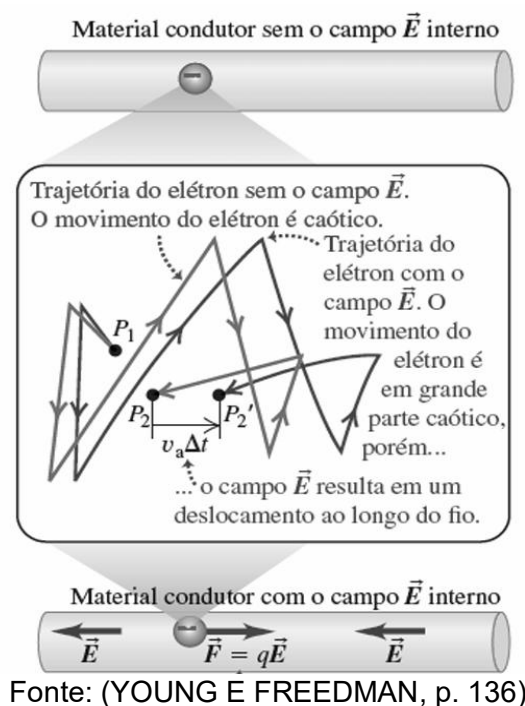 Material condutor sem o campo E⃗ interno
Trajetória do elétron sem o campo E⃗.
O movimento do elétron é caótico.
Trajetória do
elétron com o
campo E⃗. O
movimento do
elétron é
em grande
parte caótico,
porém...
P₁
P₂
P₂′
vₐΔt
... o campo E⃗ resulta em um
deslocamento ao longo do fio.
Material condutor com o campo E⃗ interno
E⃗
F⃗ = qE⃗
E⃗
Fonte: (YOUNG E FREEDMAN, p. 136)